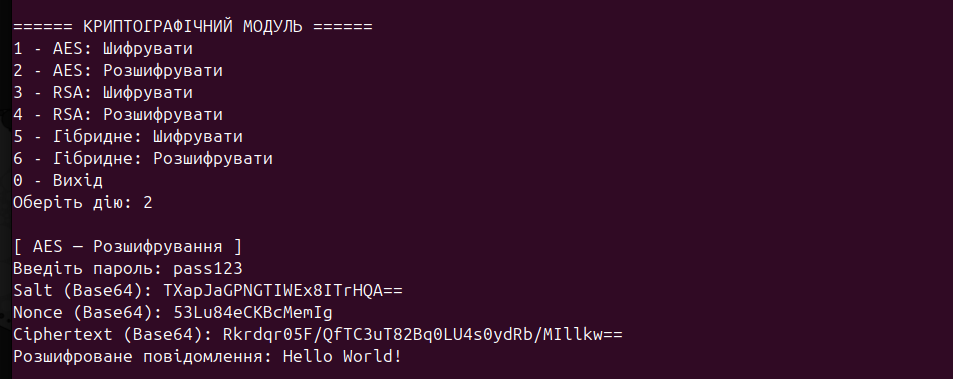 ====== КРИПТОГРАФІЧНИЙ МОДУЛЬ ======
1 - AES: Шифрувати
2 - AES: Розшифрувати
3 - RSA: Шифрувати
4 - RSA: Розшифрувати
5 - Гібридне: Шифрувати
6 - Гібридне: Розшифрувати
0 - Вихід
Оберіть дію: 2
[ AES — Розшифрування ]
Введіть пароль: pass123
Salt (Base64): TXapJaGPNGTIWEx8ITrHQA==
Nonce (Base64): 53Lu84eCKBcMemIg
Ciphertext (Base64): Rkrdqr05F/QfTC3uT82Bq0LU4s0ydRb/MIllkw==
Розшифроване повідомлення: Hello World!